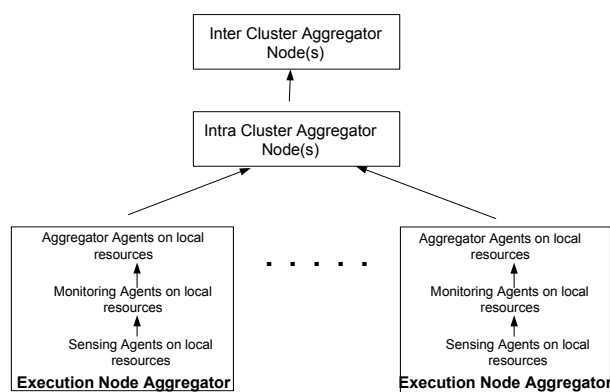 Inter Cluster Aggregator
Node(s)
Intra Cluster Aggregator
Node(s)
Aggregator Agents on local
resources
Monitoring Agents on local
resources
Sensing Agents on local
resources
Execution Node Aggregator
. . . . .
Aggregator Agents on local
resources
Monitoring Agents on local
resources
Sensing Agents on local
resources
Execution Node Aggregator